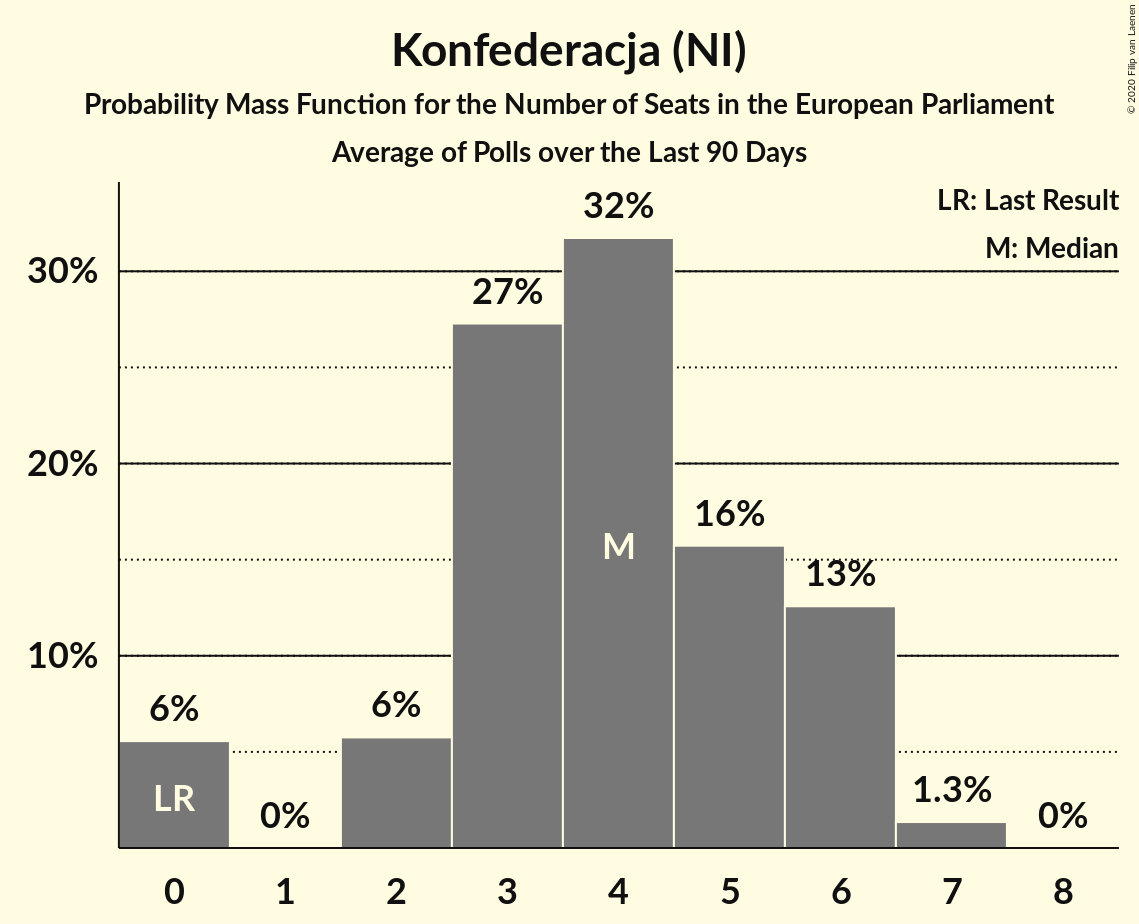 Konfederacja (NI)
Probability Mass Function for the Number of Seats in the European Parliament
Average of Polls over the Last 90 Days
© 2020 Filip van Laenen
LR: Last Result
M: Median
30%
20%
10%
6%
0%
6%
27%
32%
16%
13%
1.3%
0%
LR
M
0 1 2 3 4 5 6 7 8